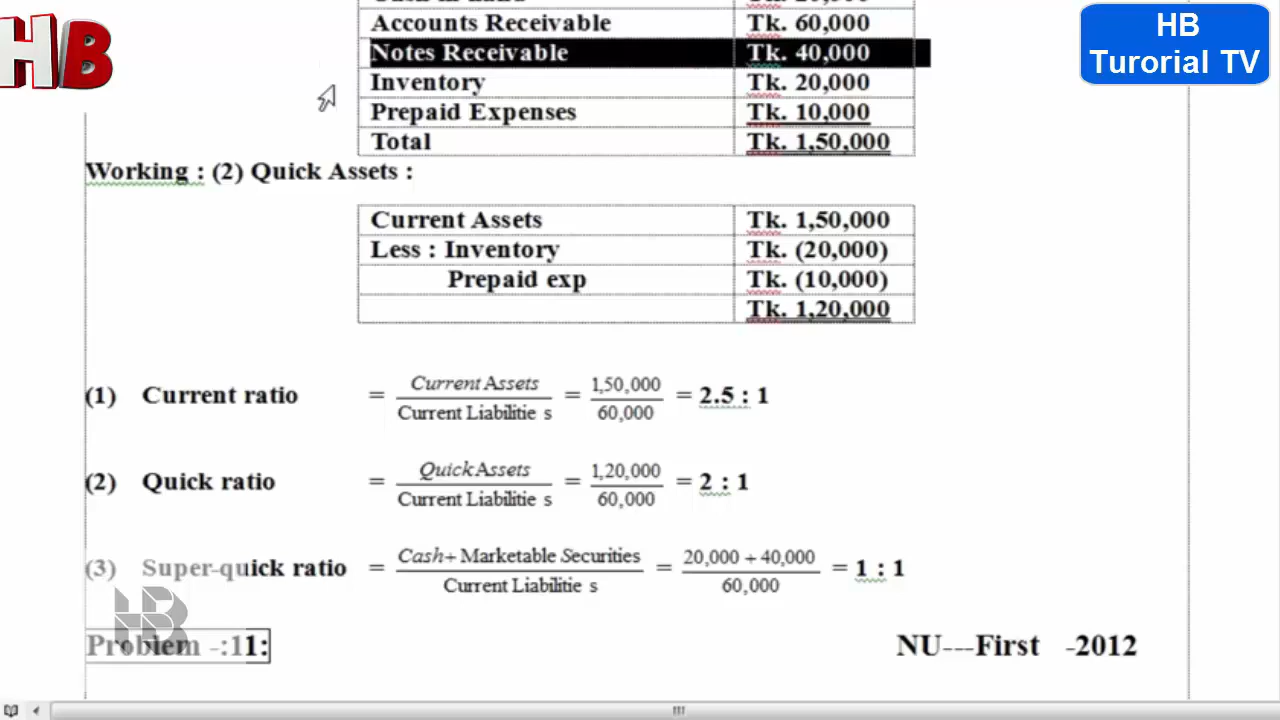 HB
HB
Turorial TV
Accounts Receivable Tk. 60,000
Notes Receivable Tk. 40,000
Inventory Tk. 20,000
Prepaid Expenses Tk. 10,000
Total Tk. 1,50,000
Working : (2) Quick Assets :
Current Assets Tk. 1,50,000
Less : Inventory Tk. (20,000)
Prepaid exp Tk. (10,000)
Tk. 1,20,000
(1) Current ratio = Current Assets / Current Liabilitie s = 1,50,000 / 60,000 = 2.5 : 1
(2) Quick ratio = Quick Assets / Current Liabilitie s = 1,20,000 / 60,000 = 2 : 1
(3) Super-quick ratio = Cash+ Marketable Securities / Current Liabilitie s = 20,000 + 40,000 / 60,000 = 1 : 1
HB
Problem -:11: NU---First -2012